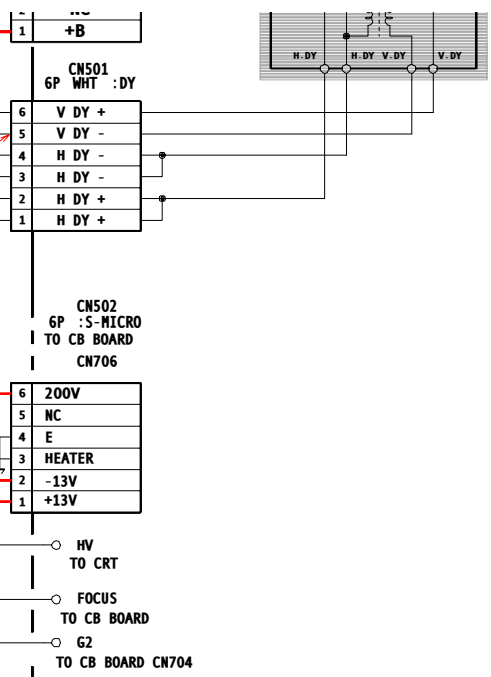 1 +B
H.DY H.DY V.DY V.DY
CN501
6P WHT :DY
6 V DY +
5 V DY -
4 H DY -
3 H DY -
2 H DY +
1 H DY +
CN502
6P :S-MICRO
TO CB BOARD
CN706
6 200V
5 NC
4 E
3 HEATER
2 -13V
1 +13V
HV
TO CRT
FOCUS
TO CB BOARD
G2
TO CB BOARD CN704